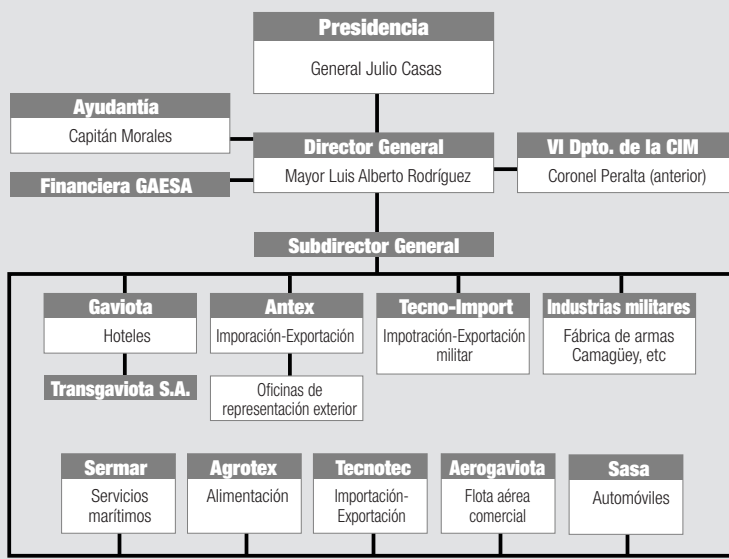 Presidencia
General Julio Casas
Ayudantía
Capitán Morales
Director General
Mayor Luis Alberto Rodríguez
VI Dpto. de la CIM
Coronel Peralta (anterior)
Financiera GAESA
Subdirector General
Gaviota
Hoteles
Transgaviota S.A.
Antex
Imporación-Exportación
Oficinas de
representación exterior
Tecno-Import
Impotración-Exportación
militar
Industrias militares
Fábrica de armas
Camagüey, etc
Sermar
Servicios
marítimos
Agrotex
Alimentación
Tecnotec
Importación-
Exportación
Aerogaviota
Flota aérea
comercial
Sasa
Automóviles